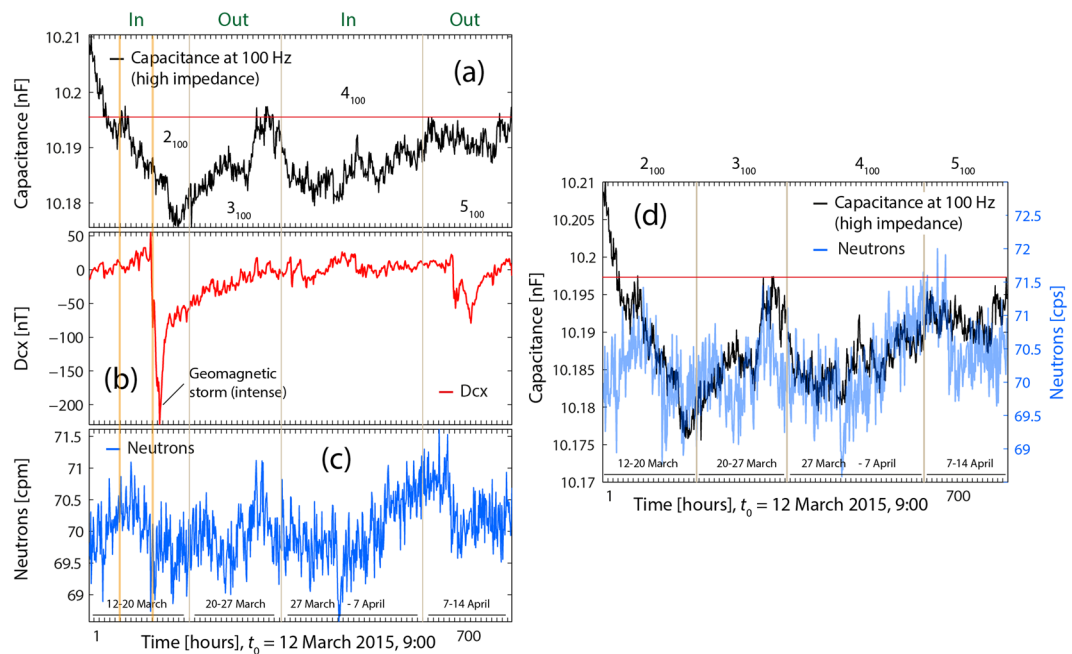 In Out In Out
10.21
10.2
10.19
10.18
Capacitance [nF]
Capacitance at 100 Hz
(high impedance)
(a)
2100
3100
4100
5100
50
0
−50
−100
−150
−200
Dcx [nT]
(b)
Geomagnetic
storm (intense)
Dcx
71.5
71
70.5
70
69.5
69
Neutrons [cpm]
Neutrons
(c)
12-20 March 20-27 March 27 March - 7 April 7-14 April
1 700
Time [hours], t0 = 12 March 2015, 9:00
2100 3100 4100 5100
10.21
10.205
10.2
10.195
10.19
10.185
10.18
10.175
10.17
Capacitance [nF]
(d)
Capacitance at 100 Hz
(high impedance)
Neutrons
72.5
72
71.5
71
70.5
70
69.5
69
Neutrons [cps]
12-20 March 20-27 March 27 March - 7 April 7-14 April
1 700
Time [hours], t0 = 12 March 2015, 9:00